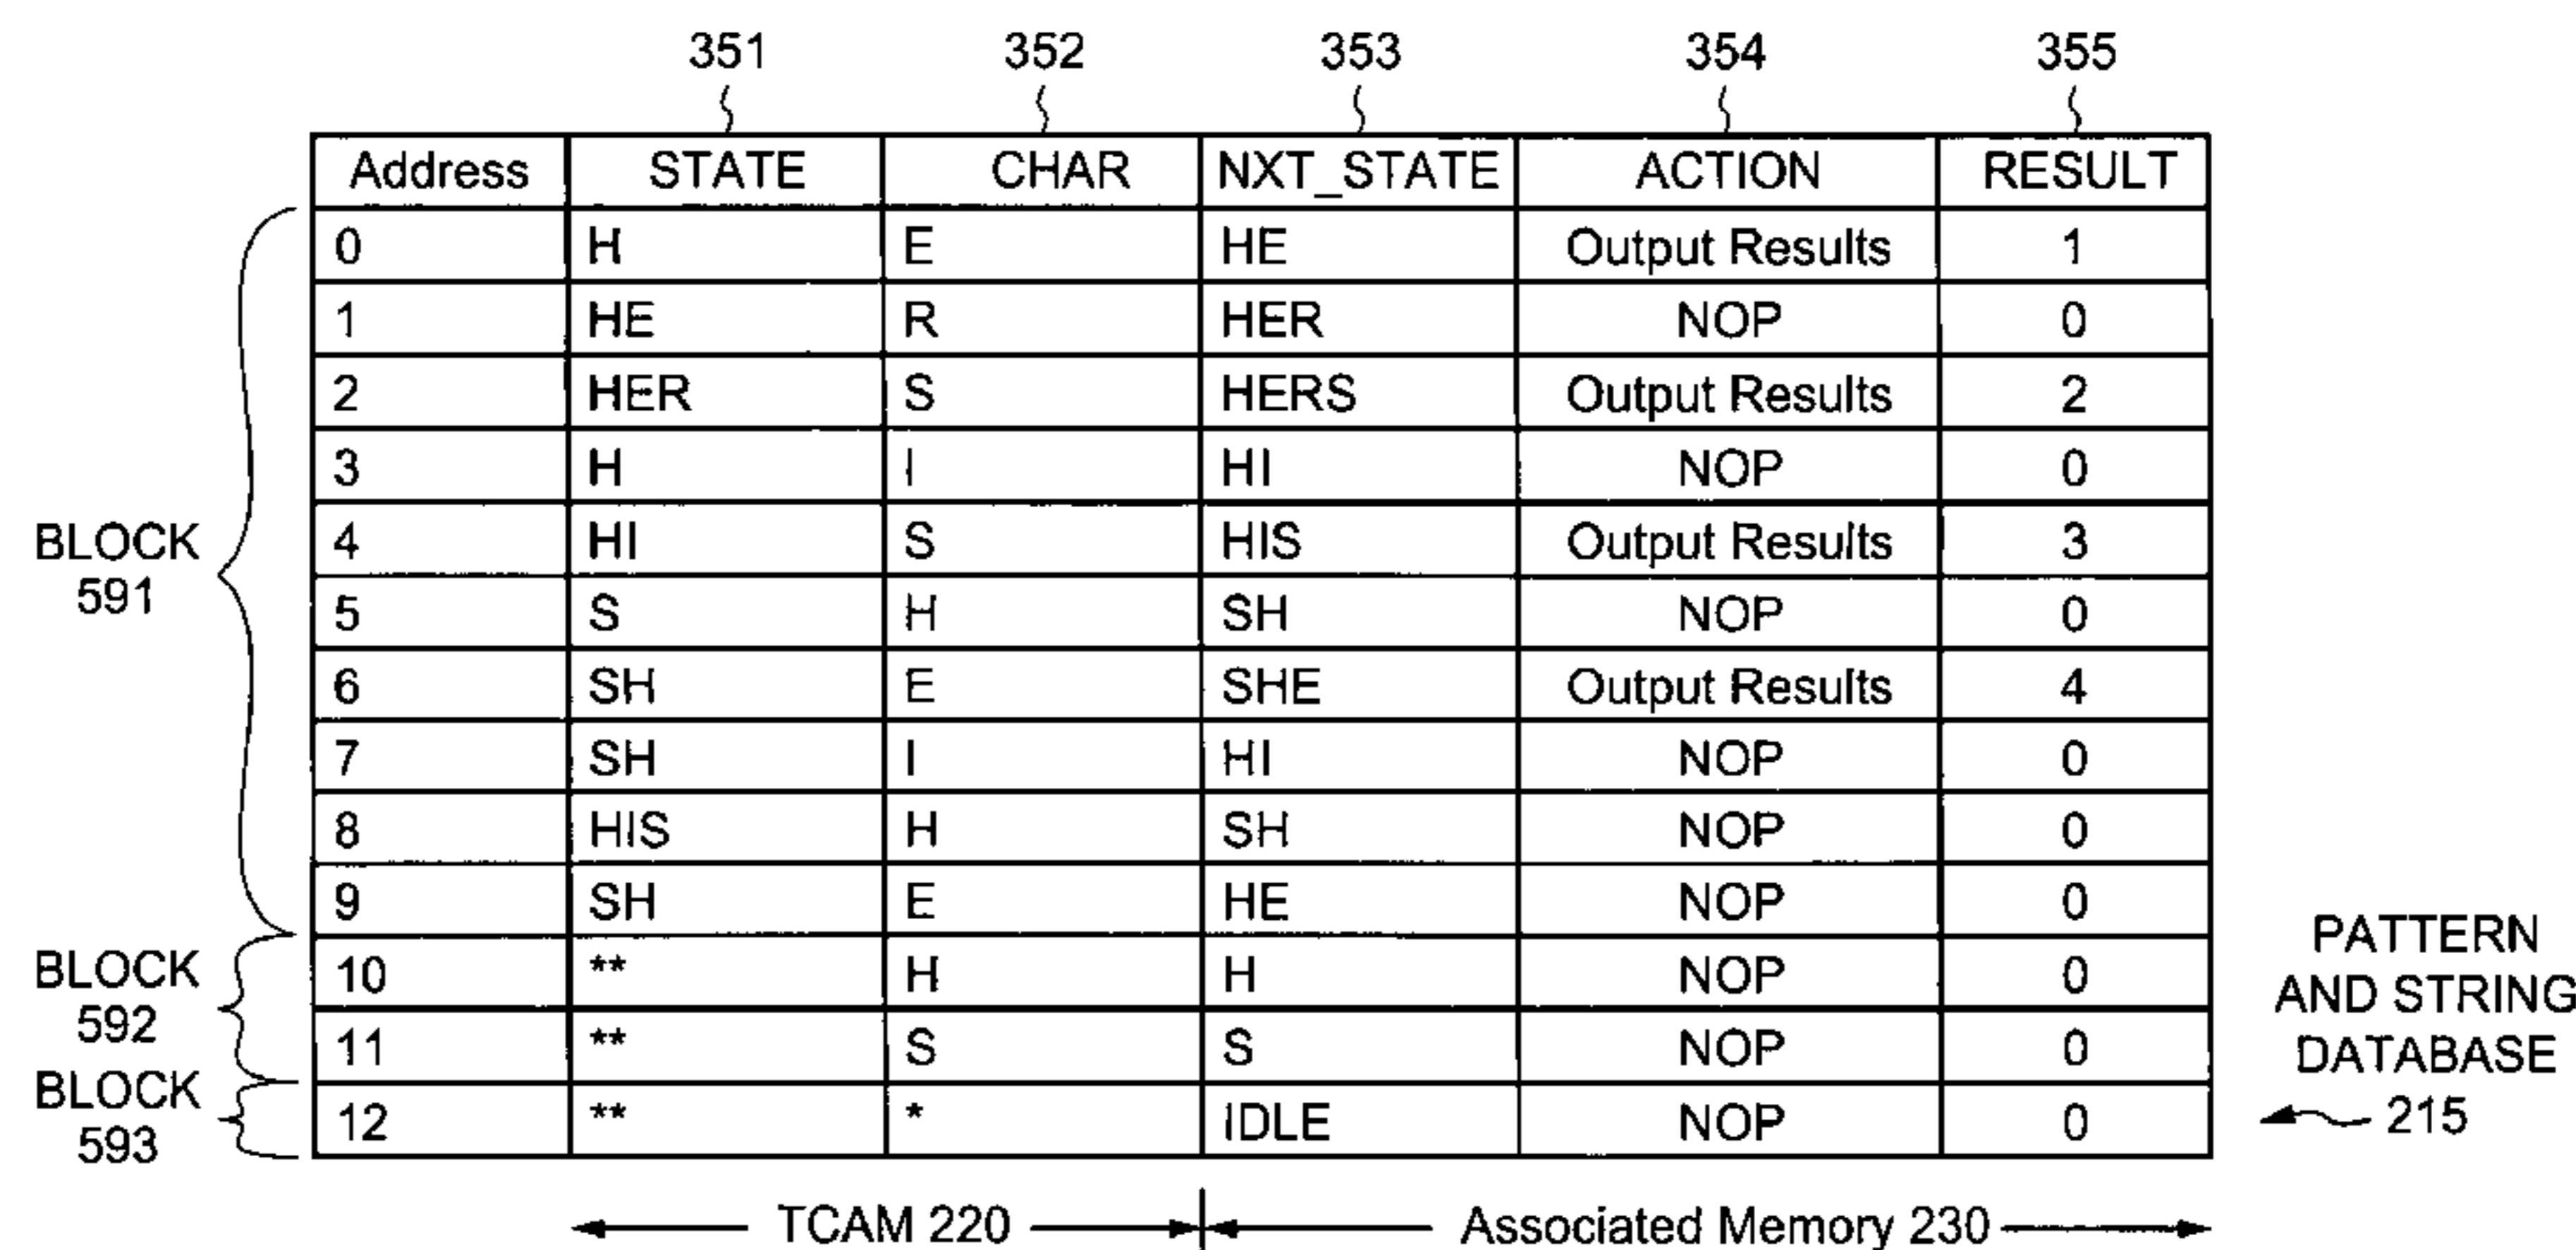 351 352 353 354 355
Address STATE CHAR NXT_STATE ACTION RESULT
0 H E HE Output Results 1
1 HE R HER NOP 0
2 HER S HERS Output Results 2
3 H I HI NOP 0
4 HI S HIS Output Results 3
5 S H SH NOP 0
6 SH E SHE Output Results 4
7 SH I HI NOP 0
8 HIS H SH NOP 0
9 SH E HE NOP 0
10 ** H H NOP 0
11 ** S S NOP 0
12 ** * IDLE NOP 0
BLOCK
591
BLOCK
592
BLOCK
593
PATTERN
AND STRING
DATABASE
215
TCAM 220 Associated Memory 230